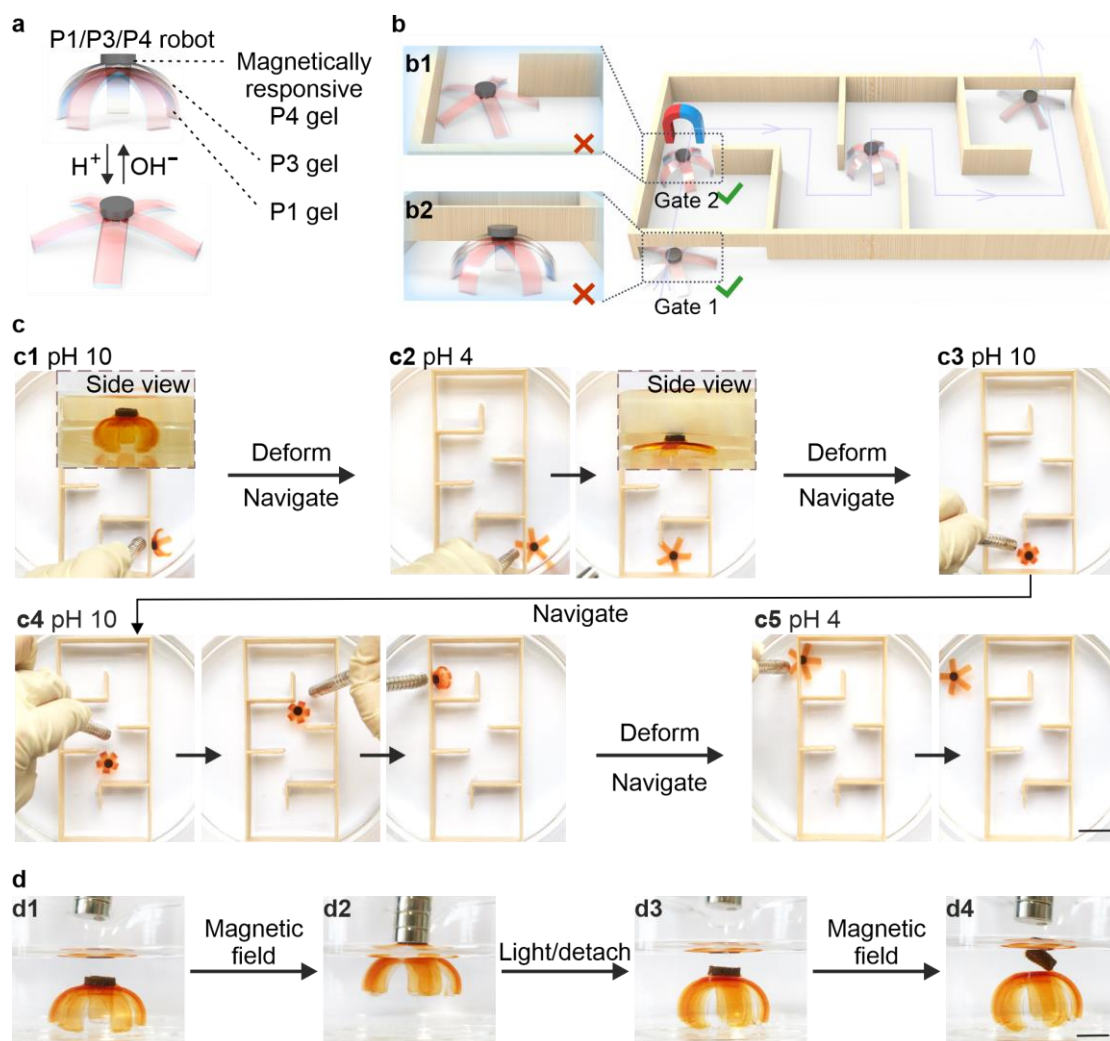 a
P1/P3/P4 robot
Magnetically
responsive
P4 gel
P3 gel
P1 gel
H⁺
OH⁻
b
b1
b2
Gate 2
Gate 1
c
c1 pH 10
Side view
Deform
Navigate
c2 pH 4
Side view
Deform
Navigate
c3 pH 10
Navigate
c4 pH 10
Deform
Navigate
c5 pH 4
d
d1
Magnetic
field
d2
Light/detach
d3
Magnetic
field
d4